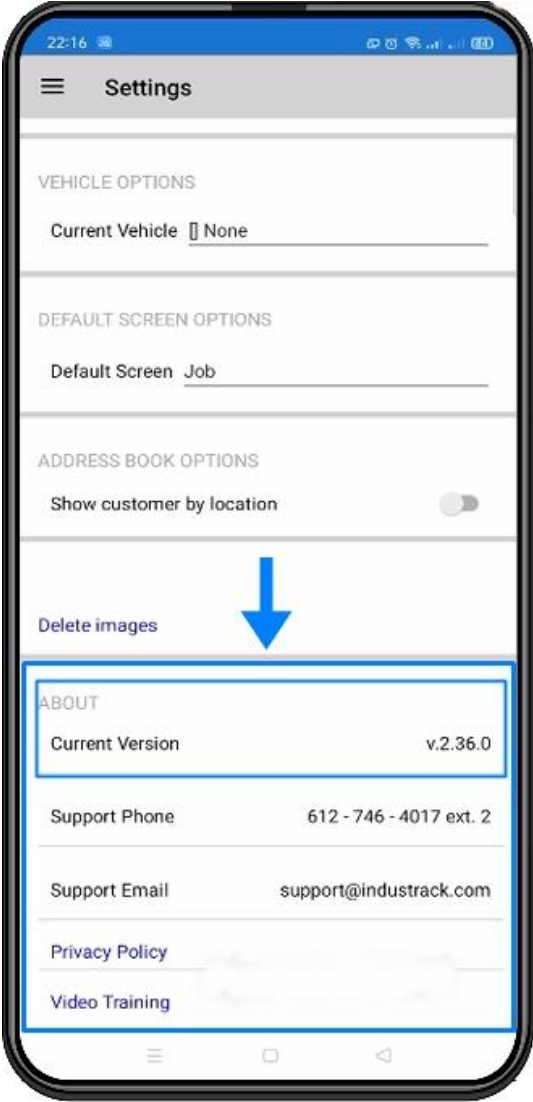 22:16
64
Settings
VEHICLE OPTIONS
Current Vehicle [] None
DEFAULT SCREEN OPTIONS
Default Screen Job
ADDRESS BOOK OPTIONS
Show customer by location
Delete images
ABOUT
Current Version v.2.36.0
Support Phone 612 - 746 - 4017 ext. 2
Support Email support@industrack.com
Privacy Policy
Video Training